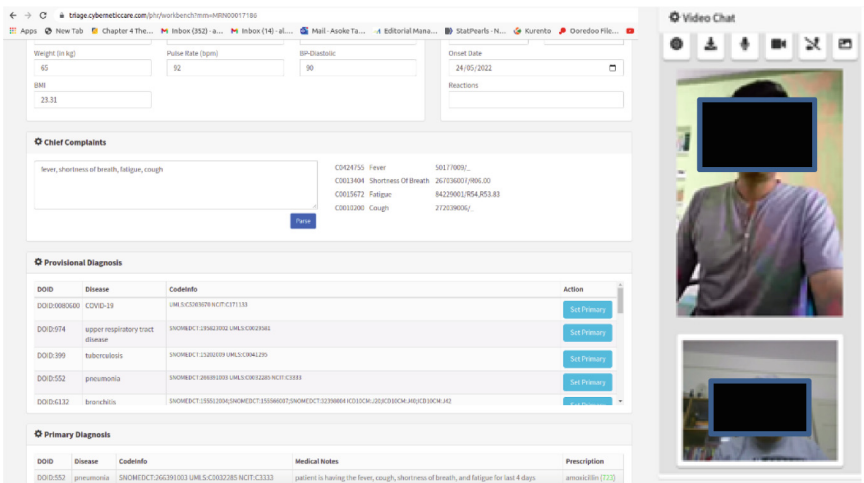 triage.cyberneticcare.com/phr/workbench?mrn=MRN00017186
Apps New Tab Chapter 4 The... Inbox (352) - a... Inbox (14) - al... Mail - Asoke Ta... Editorial Mana... StatPearls - N... Kurento Ooredoo File...
Video Chat
Weight (in kg) Pulse Rate (bpm) BP-Diastolic Onset Date
65 92 90 24/05/2022
BMI Reactions
23.31
Chief Complaints
fever, shortness of breath, fatigue, cough
C0424755 Fever 50177009/_
C0013404 Shortness Of Breath 267036007/R06.00
C0015672 Fatigue 84229001/R54,R53.83
C0010200 Cough 272039006/_
Parse
Provisional Diagnosis
DOID Disease CodeInfo Action
DOID:0080600 COVID-19 Set Primary
DOID:974 upper respiratory tract disease Set Primary
DOID:399 tuberculosis Set Primary
DOID:552 pneumonia SNOMEDCT:266391003 UMLS:C0032285 NCIT:C3333 Set Primary
DOID:6132 bronchitis Set Primary
Primary Diagnosis
DOID Disease CodeInfo Medical Notes Prescription
DOID:552 pneumonia SNOMEDCT:266391003 UMLS:C0032285 NCIT:C3333 patient is having the fever, cough, shortness of breath, and fatigue for last 4 days amoxicillin (723)